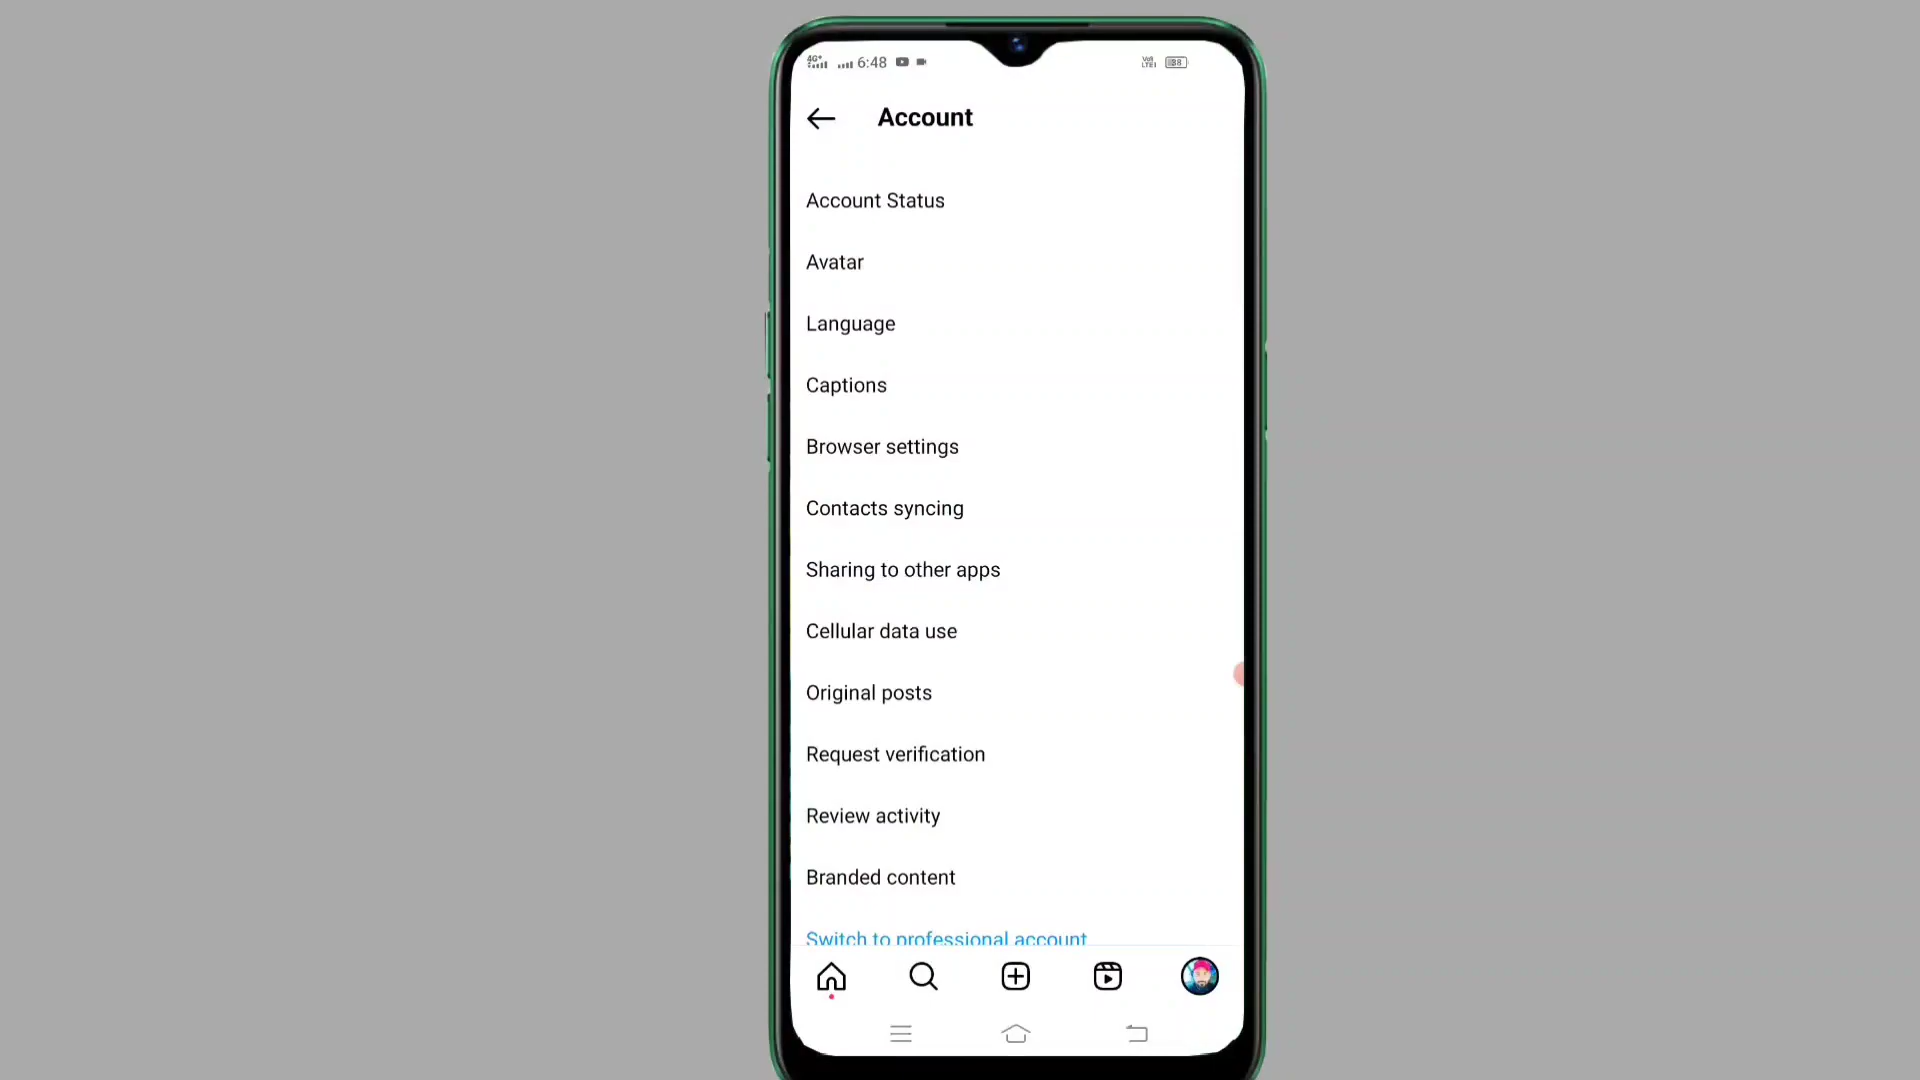 4G+ 6:48
Account
Account Status
Avatar
Language
Captions
Browser settings
Contacts syncing
Sharing to other apps
Cellular data use
Original posts
Request verification
Review activity
Branded content
Switch to professional account